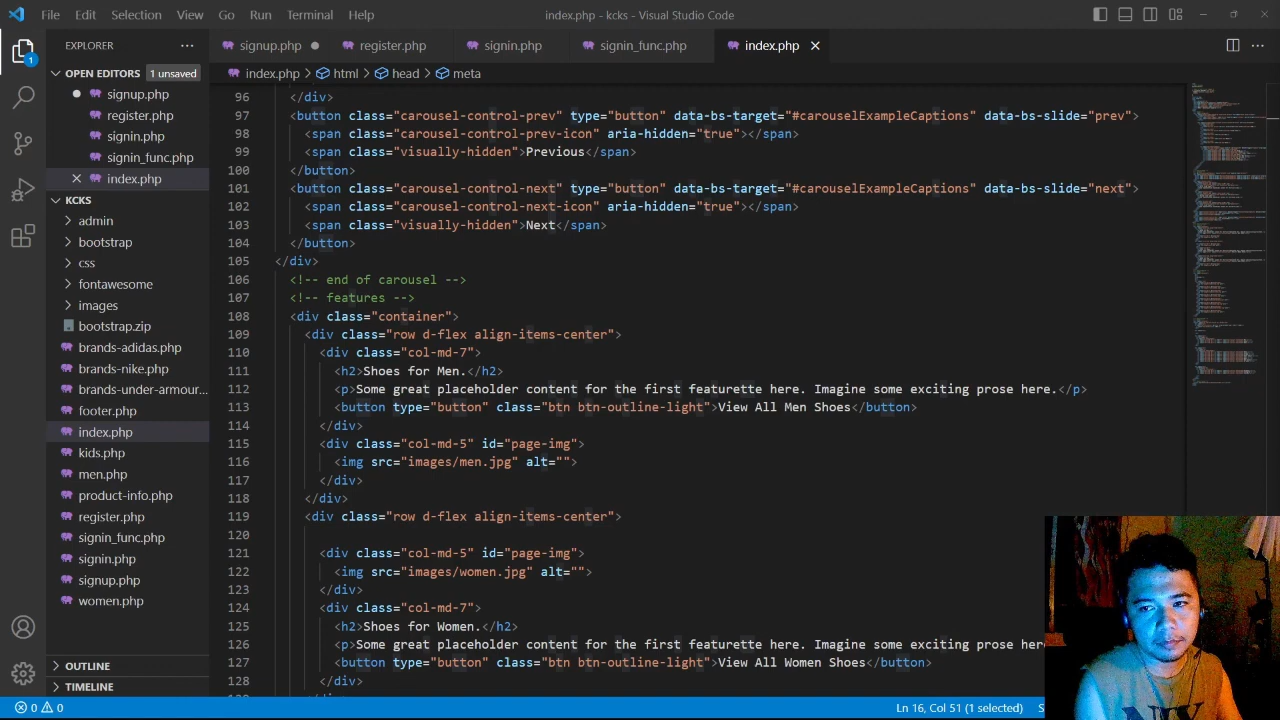 File Edit Selection View Go Run Terminal Help
index.php - kcks - Visual Studio Code
EXPLORER
signup.php register.php signin.php signin_func.php index.php
OPEN EDITORS 1 unsaved
signup.php
register.php
signin.php
signin_func.php
index.php
KCKS
admin
bootstrap
css
fontawesome
images
bootstrap.zip
brands-adidas.php
brands-nike.php
brands-under-armour...
footer.php
index.php
kids.php
men.php
product-info.php
register.php
signin_func.php
signin.php
signup.php
women.php
OUTLINE
TIMELINE
1
index.php > html > head > meta
96 </div>
97 <button class="carousel-control-prev" type="button" data-bs-target="#carouselExampleCaptions" data-bs-slide="prev">
98 <span class="carousel-control-prev-icon" aria-hidden="true"></span>
99 <span class="visually-hidden">Previous</span>
100 </button>
101 <button class="carousel-control-next" type="button" data-bs-target="#carouselExampleCaptions" data-bs-slide="next">
102 <span class="carousel-control-next-icon" aria-hidden="true"></span>
103 <span class="visually-hidden">Next</span>
104 </button>
105 </div>
106 <!-- end of carousel -->
107 <!-- features -->
108 <div class="container">
109 <div class="row d-flex align-items-center">
110 <div class="col-md-7">
111 <h2>Shoes for Men.</h2>
112 <p>Some great placeholder content for the first featurette here. Imagine some exciting prose here.</p>
113 <button type="button" class="btn btn-outline-light">View All Men Shoes</button>
114 </div>
115 <div class="col-md-5" id="page-img">
116 <img src="images/men.jpg" alt="">
117 </div>
118 </div>
119 <div class="row d-flex align-items-center">
120
121 <div class="col-md-5" id="page-img">
122 <img src="images/women.jpg" alt="">
123 </div>
124 <div class="col-md-7">
125 <h2>Shoes for Women.</h2>
126 <p>Some great placeholder content for the first featurette here. Imagine some exciting prose her
127 <button type="button" class="btn btn-outline-light">View All Women Shoes</button>
128 </div>
0 0
Ln 16, Col 51 (1 selected)